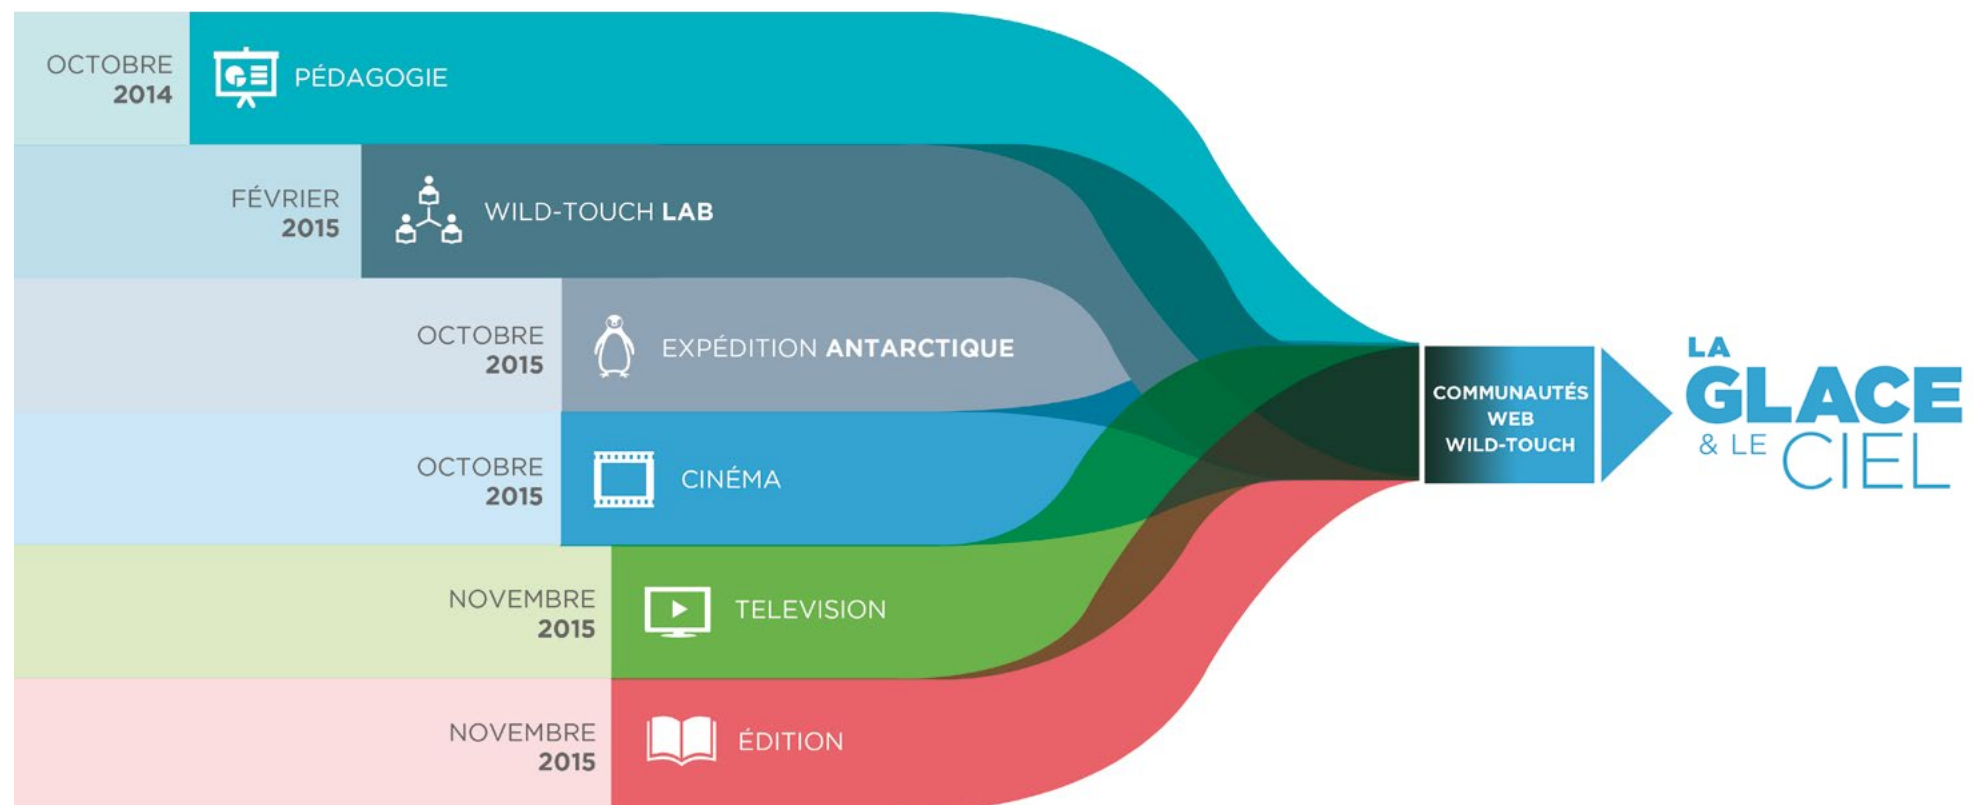 OCTOBRE
2014
PÉDAGOGIE
FÉVRIER
2015
WILD-TOUCH LAB
OCTOBRE
2015
EXPÉDITION ANTARCTIQUE
OCTOBRE
2015
CINÉMA
NOVEMBRE
2015
TELEVISION
NOVEMBRE
2015
ÉDITION
COMMUNAUTÉS
WEB
WILD-TOUCH
LA
GLACE
& LE CIEL